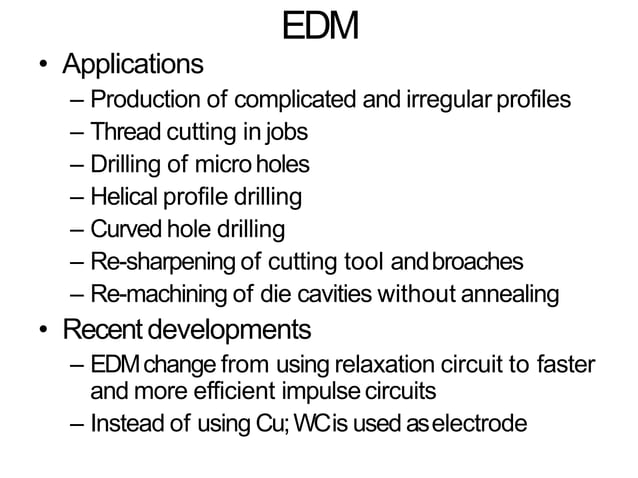 EDM
• Applications
– Production of complicated and irregular profiles
– Thread cutting in jobs
– Drilling of micro holes
– Helical profile drilling
– Curved hole drilling
– Re-sharpening of cutting tool and broaches
– Re-machining of die cavities without annealing
• Recent developments
– EDM change from using relaxation circuit to faster
and more efficient impulse circuits
– Instead of using Cu; WC is used as electrode